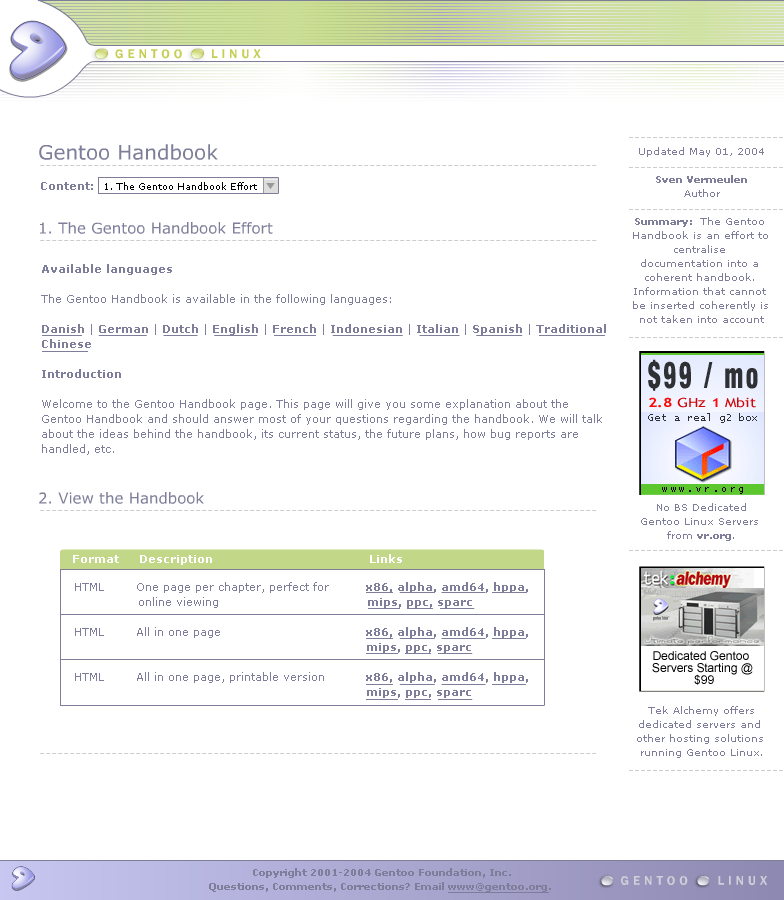 GENTOO LINUX
Gentoo Handbook
Content: 1. The Gentoo Handbook Effort
1. The Gentoo Handbook Effort
Available languages
The Gentoo Handbook is available in the following languages:
Danish | German | Dutch | English | French | Indonesian | Italian | Spanish | Traditional
Chinese
Introduction
Welcome to the Gentoo Handbook page. This page will give you some explanation about the
Gentoo Handbook and should answer most of your questions regarding the handbook. We will talk
about the ideas behind the handbook, its current status, the future plans, how bug reports are
handled, etc.
2. View the Handbook
Format Description Links
HTML One page per chapter, perfect for x86, alpha, amd64, hppa,
online viewing mips, ppc, sparc
HTML All in one page x86, alpha, amd64, hppa,
mips, ppc, sparc
HTML All in one page, printable version x86, alpha, amd64, hppa,
mips, ppc, sparc
Updated May 01, 2004
Sven Vermeulen
Author
Summary: The Gentoo
Handbook is an effort to
centralise
documentation into a
coherent handbook.
Information that cannot
be inserted coherently is
not taken into account
$99 / mo
2.8 GHz 1 Mbit
Get a real g2 box
www.vr.org
No BS Dedicated
Gentoo Linux Servers
from vr.org.
tek alchemy
Dedicated Gentoo
Servers Starting @
$99
Tek Alchemy offers
dedicated servers and
other hosting solutions
running Gentoo Linux.
Copyright 2001-2004 Gentoo Foundation, Inc.
Questions, Comments, Corrections? Email www@gentoo.org.
GENTOO LINUX